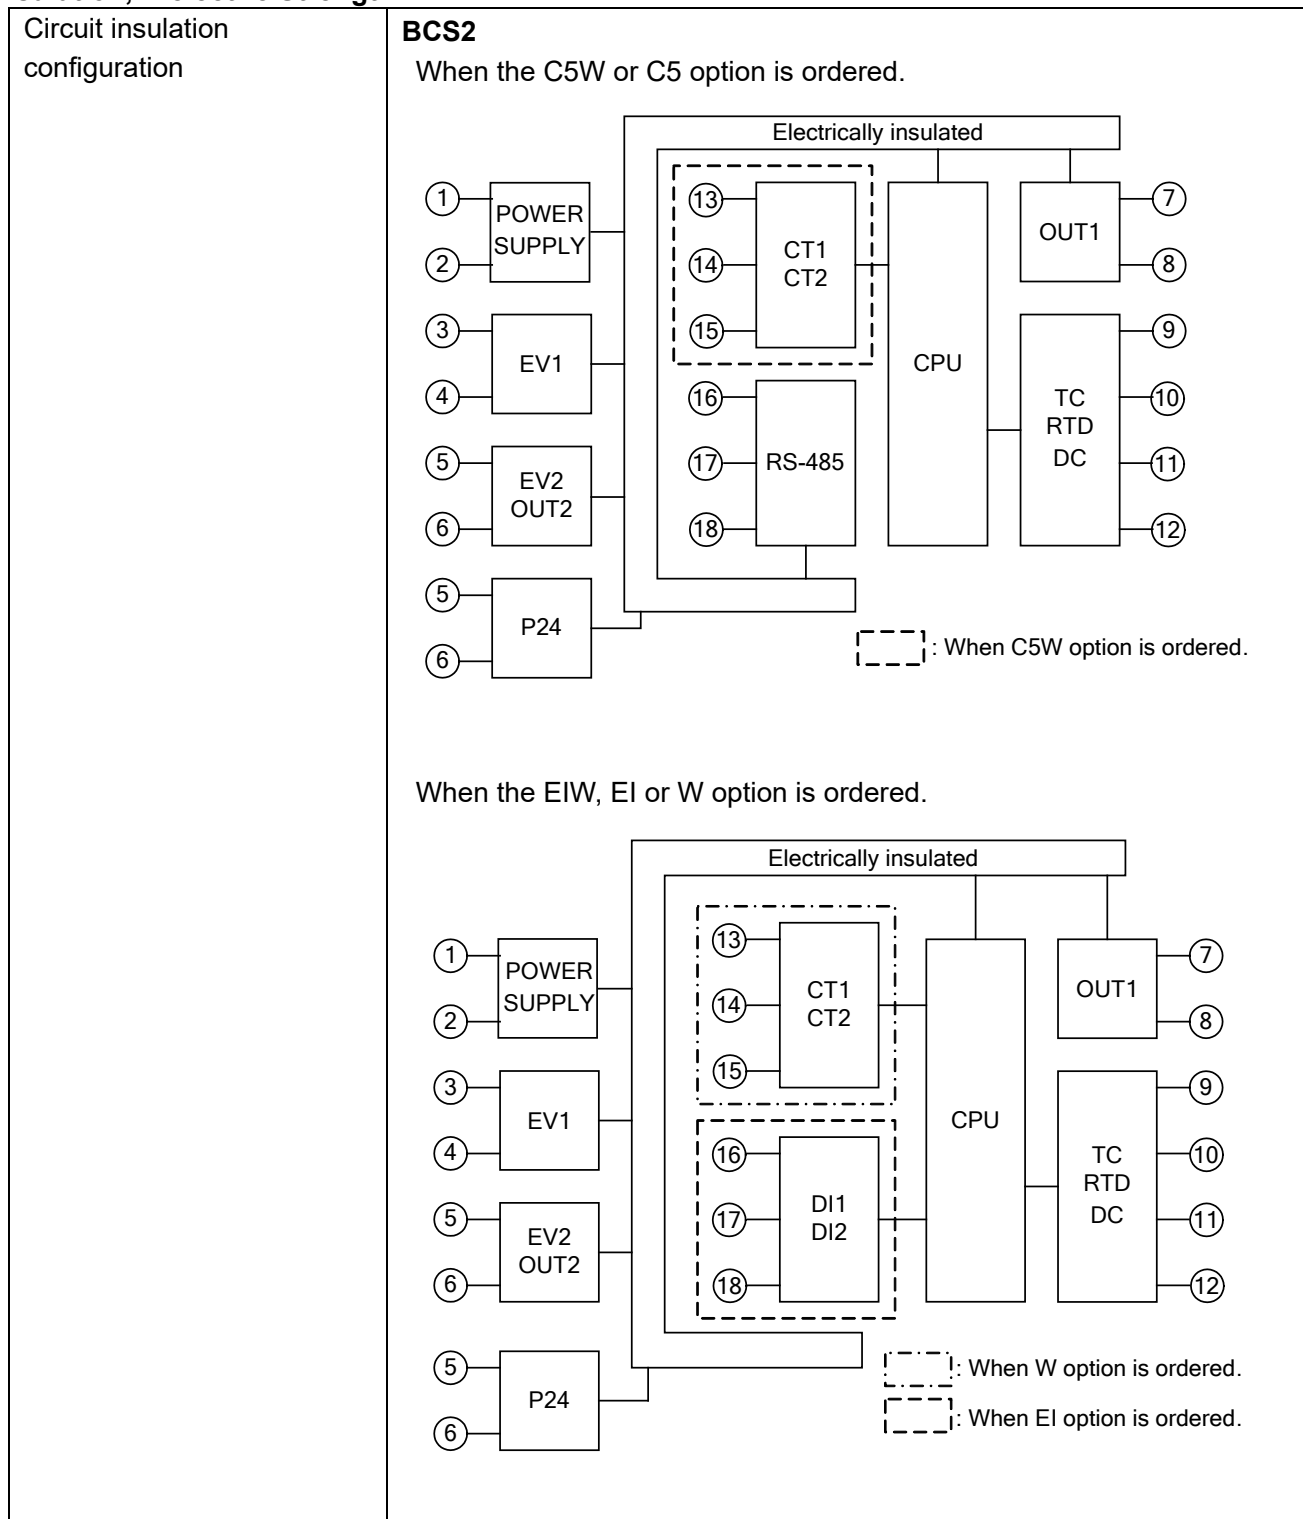 Circuit insulation
configuration
BCS2
When the C5W or C5 option is ordered.
Electrically insulated
1
POWER
SUPPLY
2
3
EV1
4
5
EV2
OUT2
6
5
P24
6
13
14
15
CT1
CT2
16
17
18
RS-485
CPU
OUT1
7
8
TC
RTD
DC
9
10
11
12
: When C5W option is ordered.
When the EIW, EI or W option is ordered.
Electrically insulated
1
POWER
SUPPLY
2
3
EV1
4
5
EV2
OUT2
6
5
P24
6
13
14
15
CT1
CT2
16
17
18
DI1
DI2
CPU
OUT1
7
8
TC
RTD
DC
9
10
11
12
: When W option is ordered.
: When EI option is ordered.